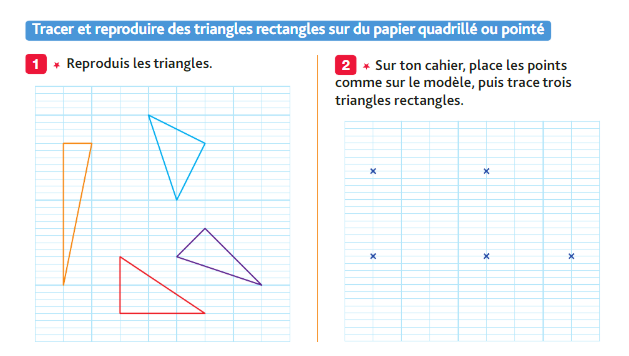 Tracer et reproduire des triangles rectangles sur du papier quadrillé ou pointé
1 ★ Reproduis les triangles.
2 ★ Sur ton cahier, place les points
comme sur le modèle, puis trace trois
triangles rectangles.